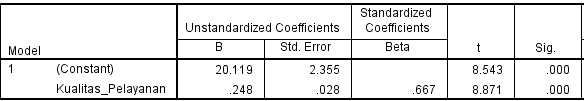 Model Unstandardized Coefficients Standardized Coefficients t Sig.
B Std. Error Beta
1 (Constant) 20.119 2.355 8.543 .000
Kualitas_Pelayanan .248 .028 .667 8.871 .000